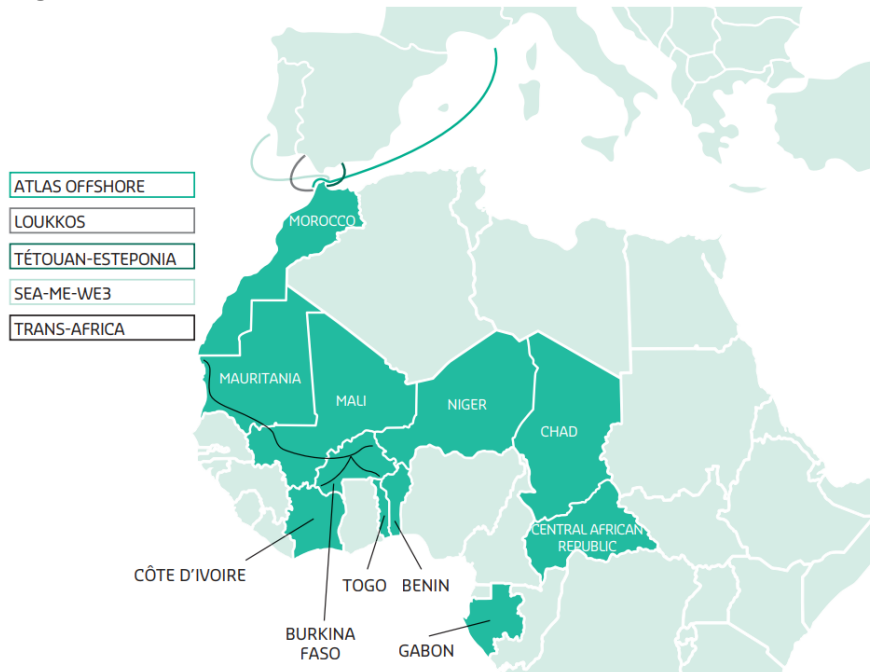 ATLAS OFFSHORE
LOUKKOS
TÉTOUAN-ESTEPONIA
SEA-ME-WE3
TRANS-AFRICA
MOROCCO
MAURITANIA
MALI
NIGER
CHAD
CENTRAL AFRICAN
REPUBLIC
CÔTE D'IVOIRE
TOGO
BENIN
BURKINA
FASO
GABON